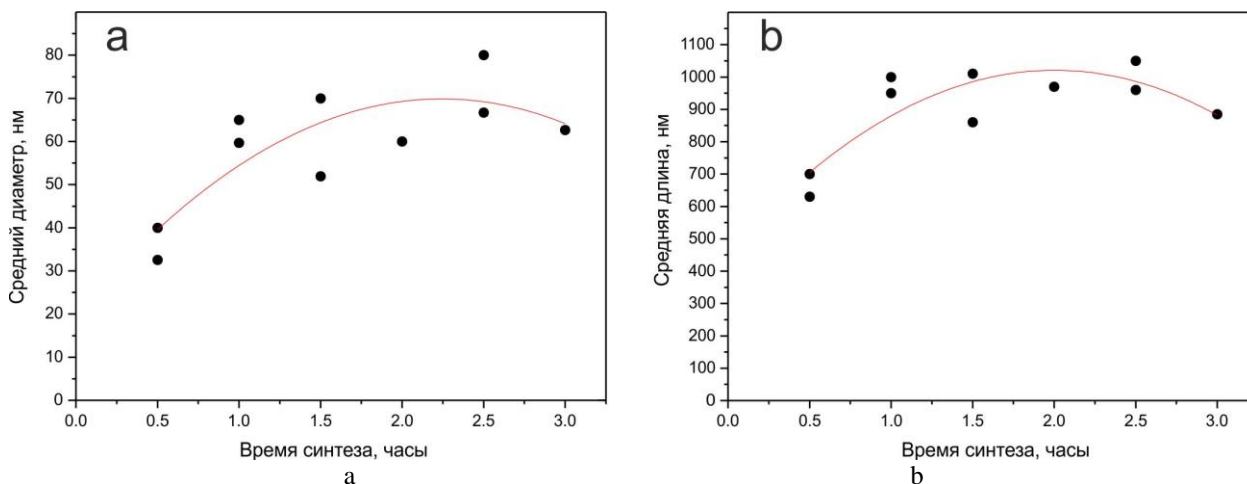 a
80
70
60
50
40
30
20
10
0
0.0 0.5 1.0 1.5 2.0 2.5 3.0
Средний диаметр, нм
Время синтеза, часы
a
b
1100
1000
900
800
700
600
500
400
300
200
100
0
0.0 0.5 1.0 1.5 2.0 2.5 3.0
Средняя длина, нм
Время синтеза, часы
b